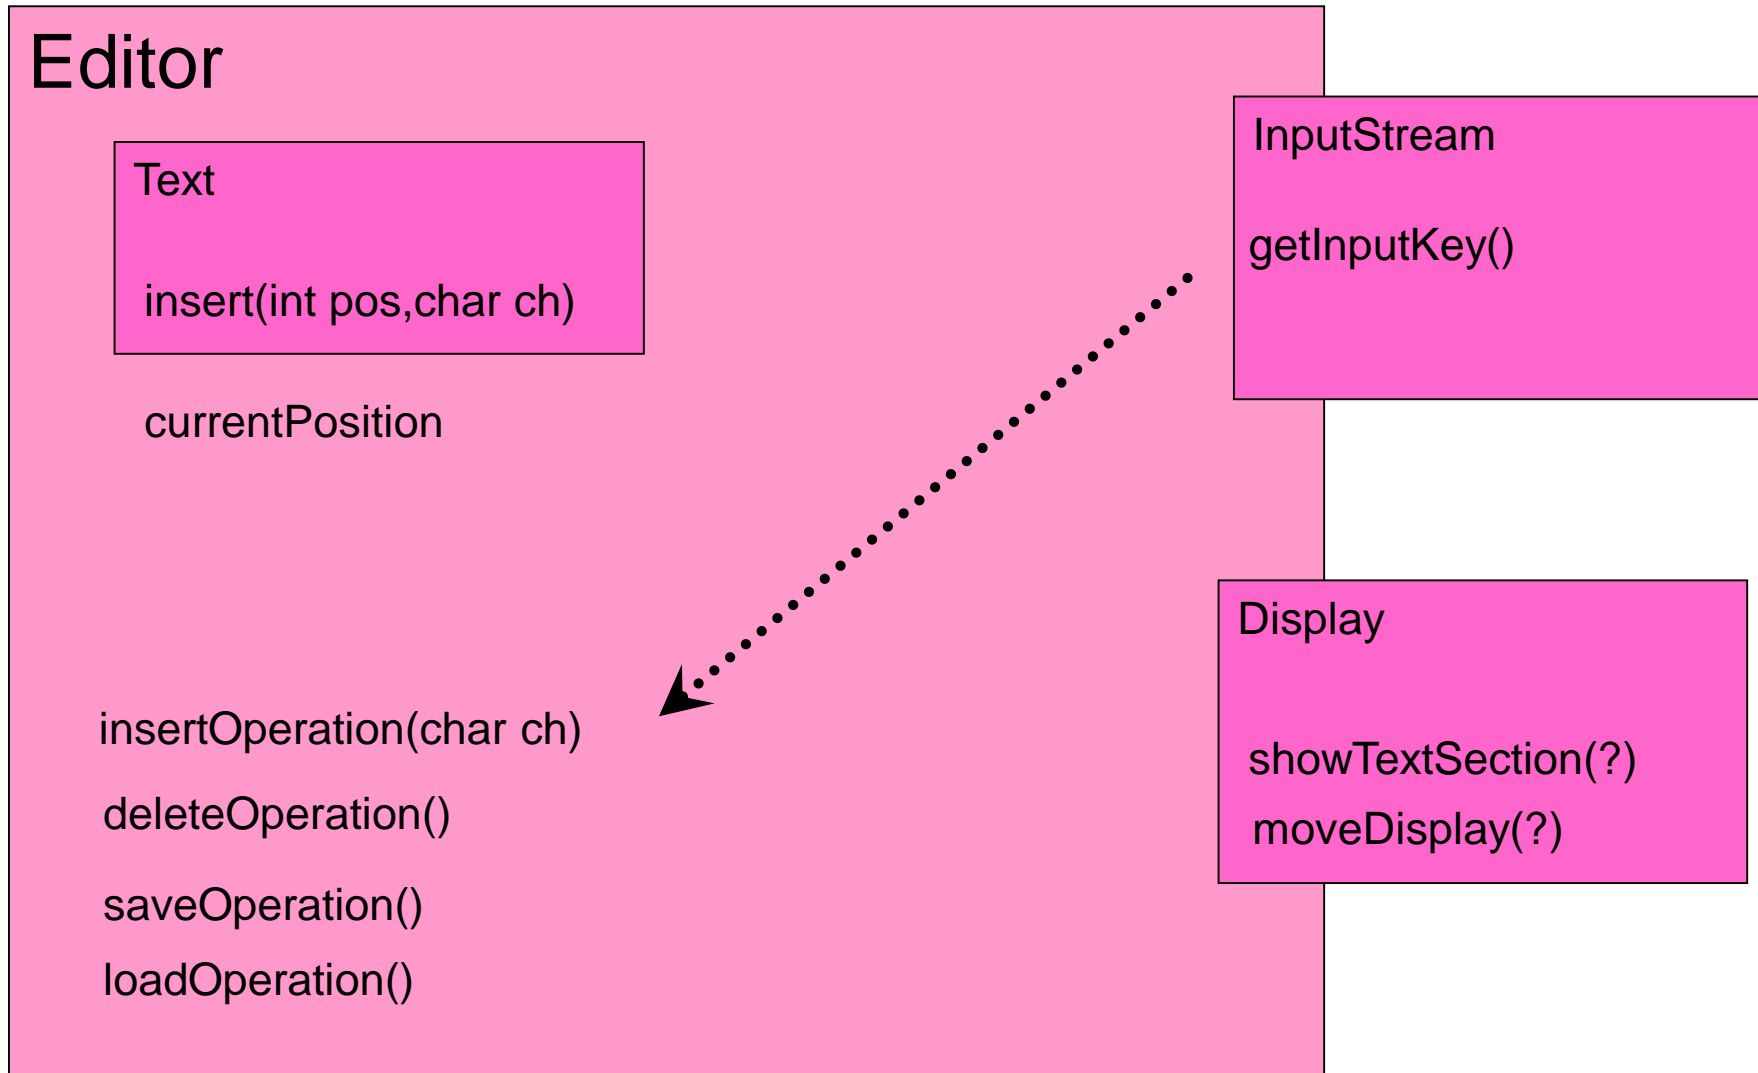 Editor
Text
insert(int pos,char ch)
currentPosition
insertOperation(char ch)
deleteOperation()
saveOperation()
loadOperation()
InputStream
getInputKey()
Display
showTextSection(?)
moveDisplay(?)